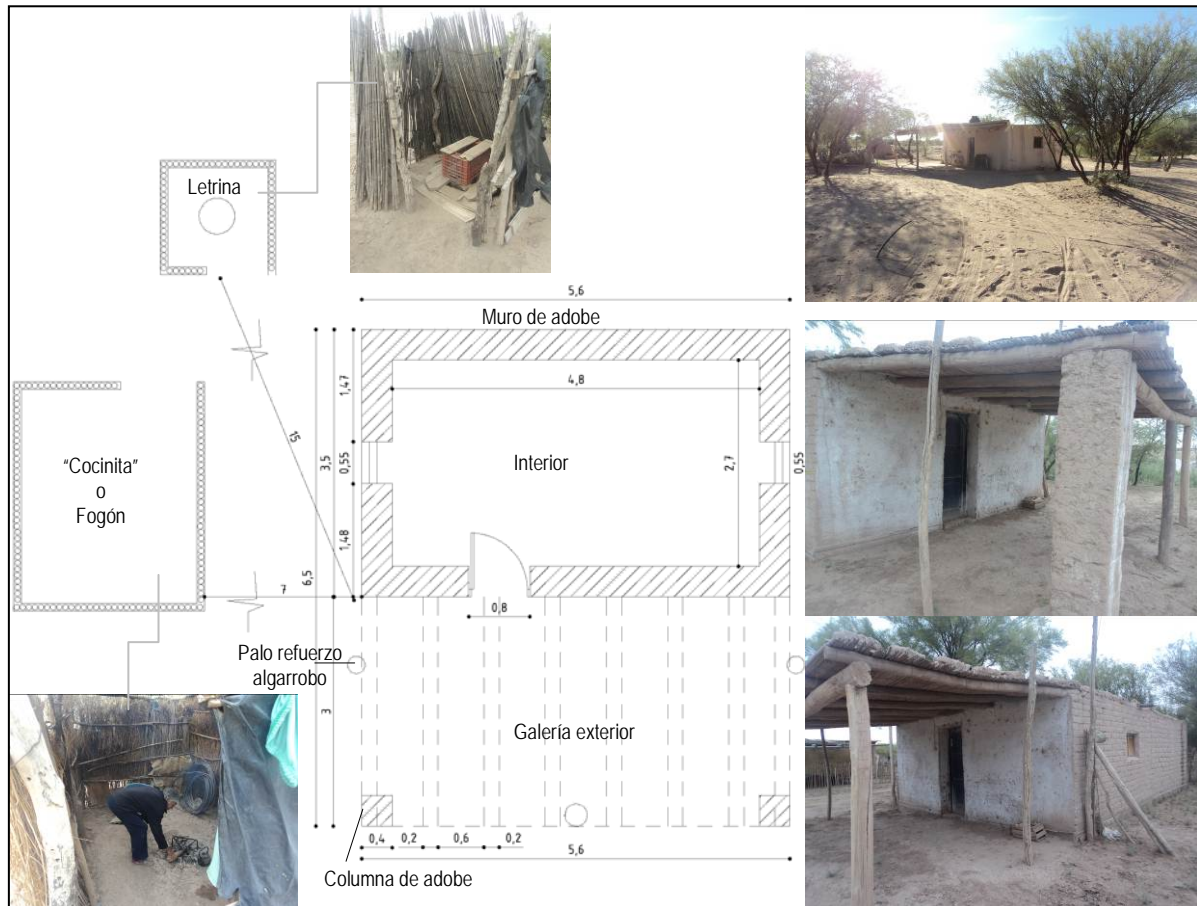 Letrina
5,6
Muro de adobe
4,8
1,47
15
3,5
0,55
2,7
0,55
"Cocinita"
o
Fogón
Interior
1,48
6,5
7
0,8
Palo refuerzo
algarrobo
3
Galería exterior
0,4 0,2 0,6 0,2
5,6
Columna de adobe